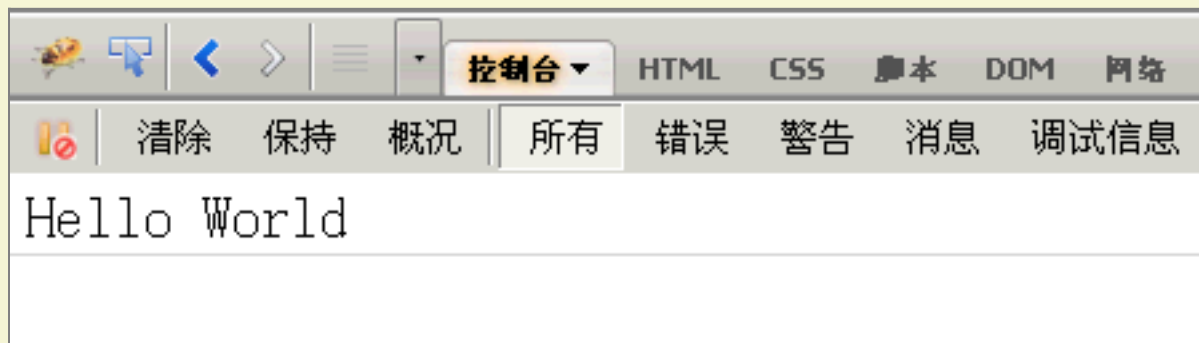 控制台 HTML CSS 脚本 DOM 网络
清除 保持 概况 所有 错误 警告 消息 调试信息
Hello World